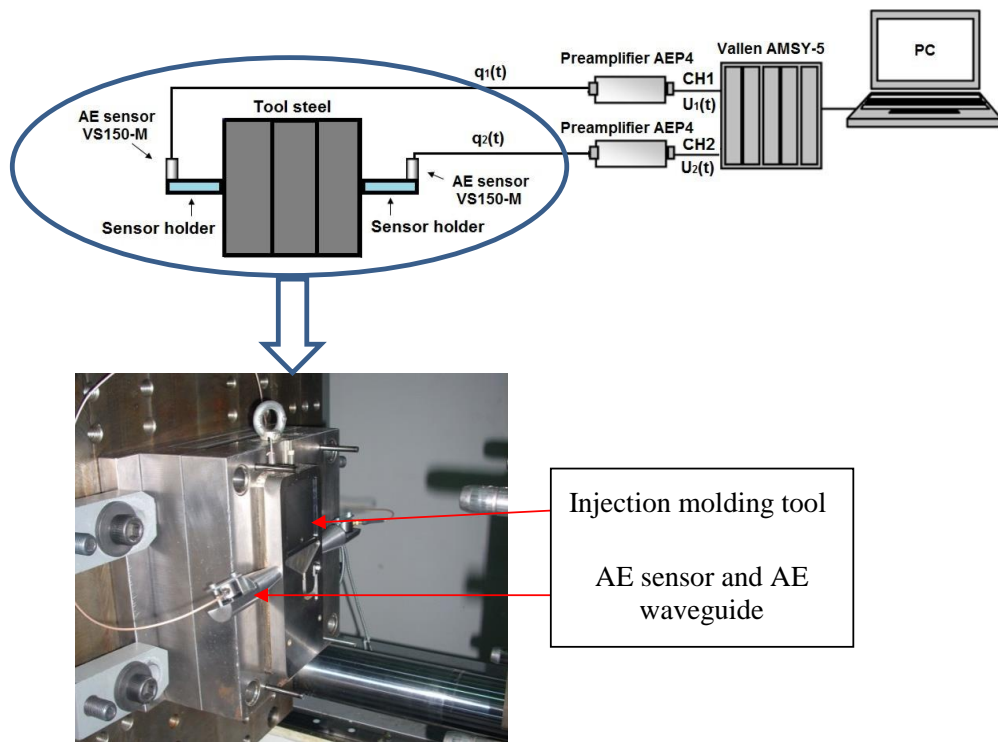 Preamplifier AEP4
Vallen AMSY-5
PC
q1(t)
CH1
U1(t)
Tool steel
AE sensor
VS150-M
Preamplifier AEP4
q2(t)
CH2
U2(t)
AE sensor
VS150-M
Sensor holder
Sensor holder
Injection molding tool
AE sensor and AE
waveguide